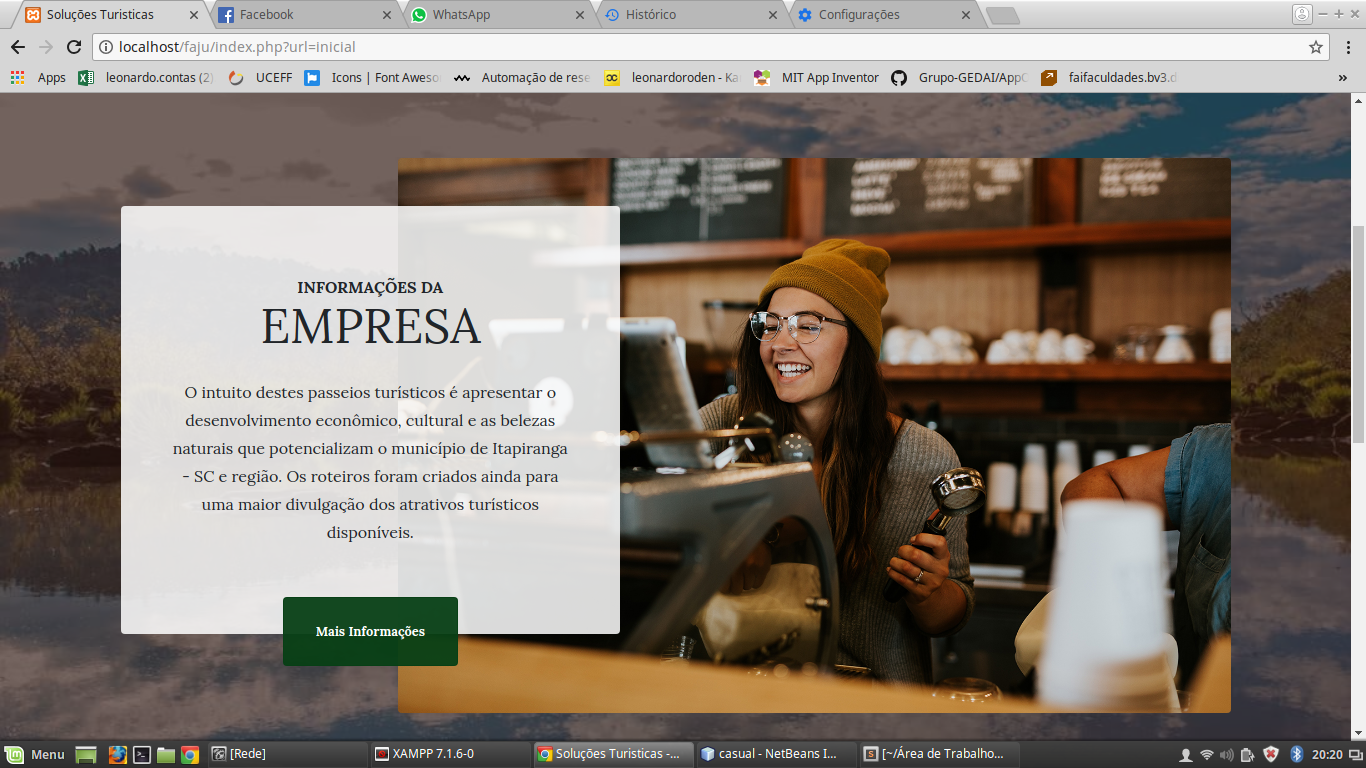 Soluções Turisticas
Facebook
WhatsApp
Histórico
Configurações
localhost/faju/index.php?url=inicial
Apps
leonardo.contas (2)
UCEFF
Icons | Font Aweso
Automação de rese
leonardoroden - Ka
MIT App Inventor
Grupo-GEDAI/AppC
faifaculdades.bv3.d
INFORMAÇÕES DA
EMPRESA
O intuito destes passeios turísticos é apresentar o
desenvolvimento econômico, cultural e as belezas
naturais que potencializam o município de Itapiranga
- SC e região. Os roteiros foram criados ainda para
uma maior divulgação dos atrativos turísticos
disponíveis.
Mais Informações
Menu
[Rede]
XAMPP 7.1.6-0
Soluções Turisticas -...
casual - NetBeans I...
[~/Área de Trabalho...
20:20